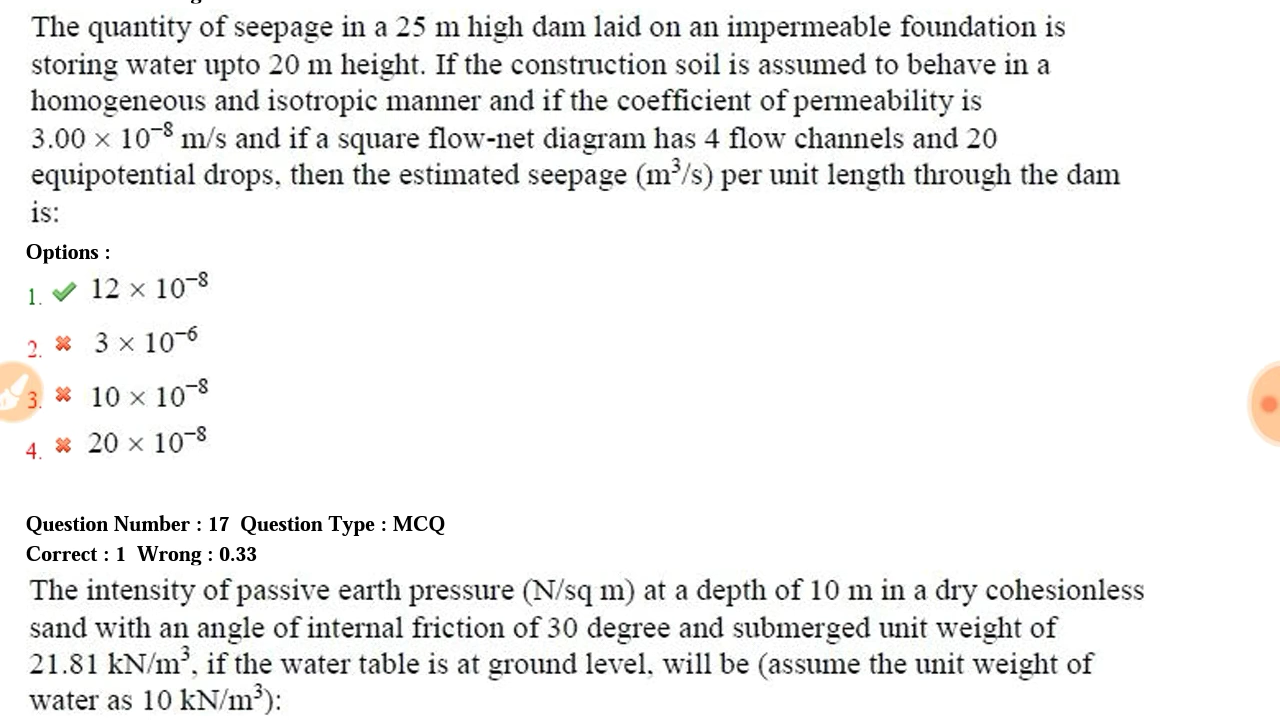 The quantity of seepage in a 25 m high dam laid on an impermeable foundation is
storing water upto 20 m height. If the construction soil is assumed to behave in a
homogeneous and isotropic manner and if the coefficient of permeability is
3.00 × 10⁻⁸ m/s and if a square flow-net diagram has 4 flow channels and 20
equipotential drops, then the estimated seepage (m³/s) per unit length through the dam
is:
Options :
1. 12 × 10⁻⁸
2. 3 × 10⁻⁶
3. 10 × 10⁻⁸
4. 20 × 10⁻⁸
Question Number : 17 Question Type : MCQ
Correct : 1 Wrong : 0.33
The intensity of passive earth pressure (N/sq m) at a depth of 10 m in a dry cohesionless
sand with an angle of internal friction of 30 degree and submerged unit weight of
21.81 kN/m³, if the water table is at ground level, will be (assume the unit weight of
water as 10 kN/m³):